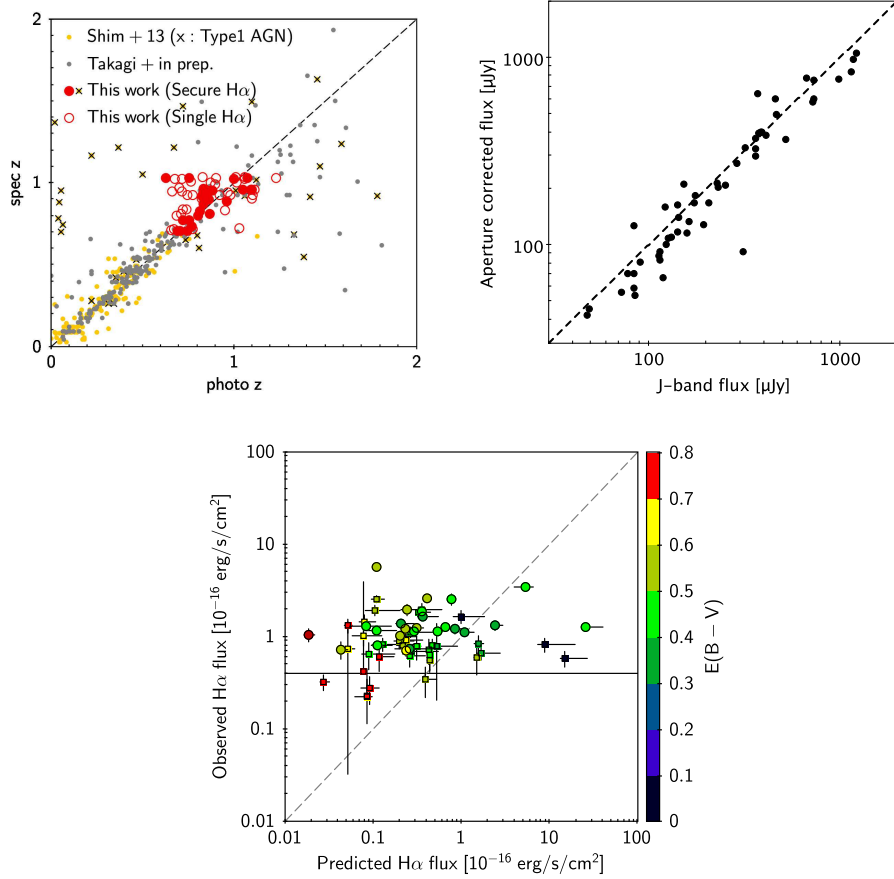 2
Shim + 13 (x : Type1 AGN)
Takagi + in prep.
This work (Secure Hα)
This work (Single Hα)
spec z
1
0
0
1
2
photo z
1000
Aperture corrected flux [μJy]
100
100
1000
J-band flux [μJy]
100
10
1
0.1
0.01
Observed Hα flux [10⁻¹⁶ erg/s/cm²]
0.01
0.1
1
10
100
Predicted Hα flux [10⁻¹⁶ erg/s/cm²]
0.8
0.7
0.6
0.5
0.4
0.3
0.2
0.1
0
E(B − V)